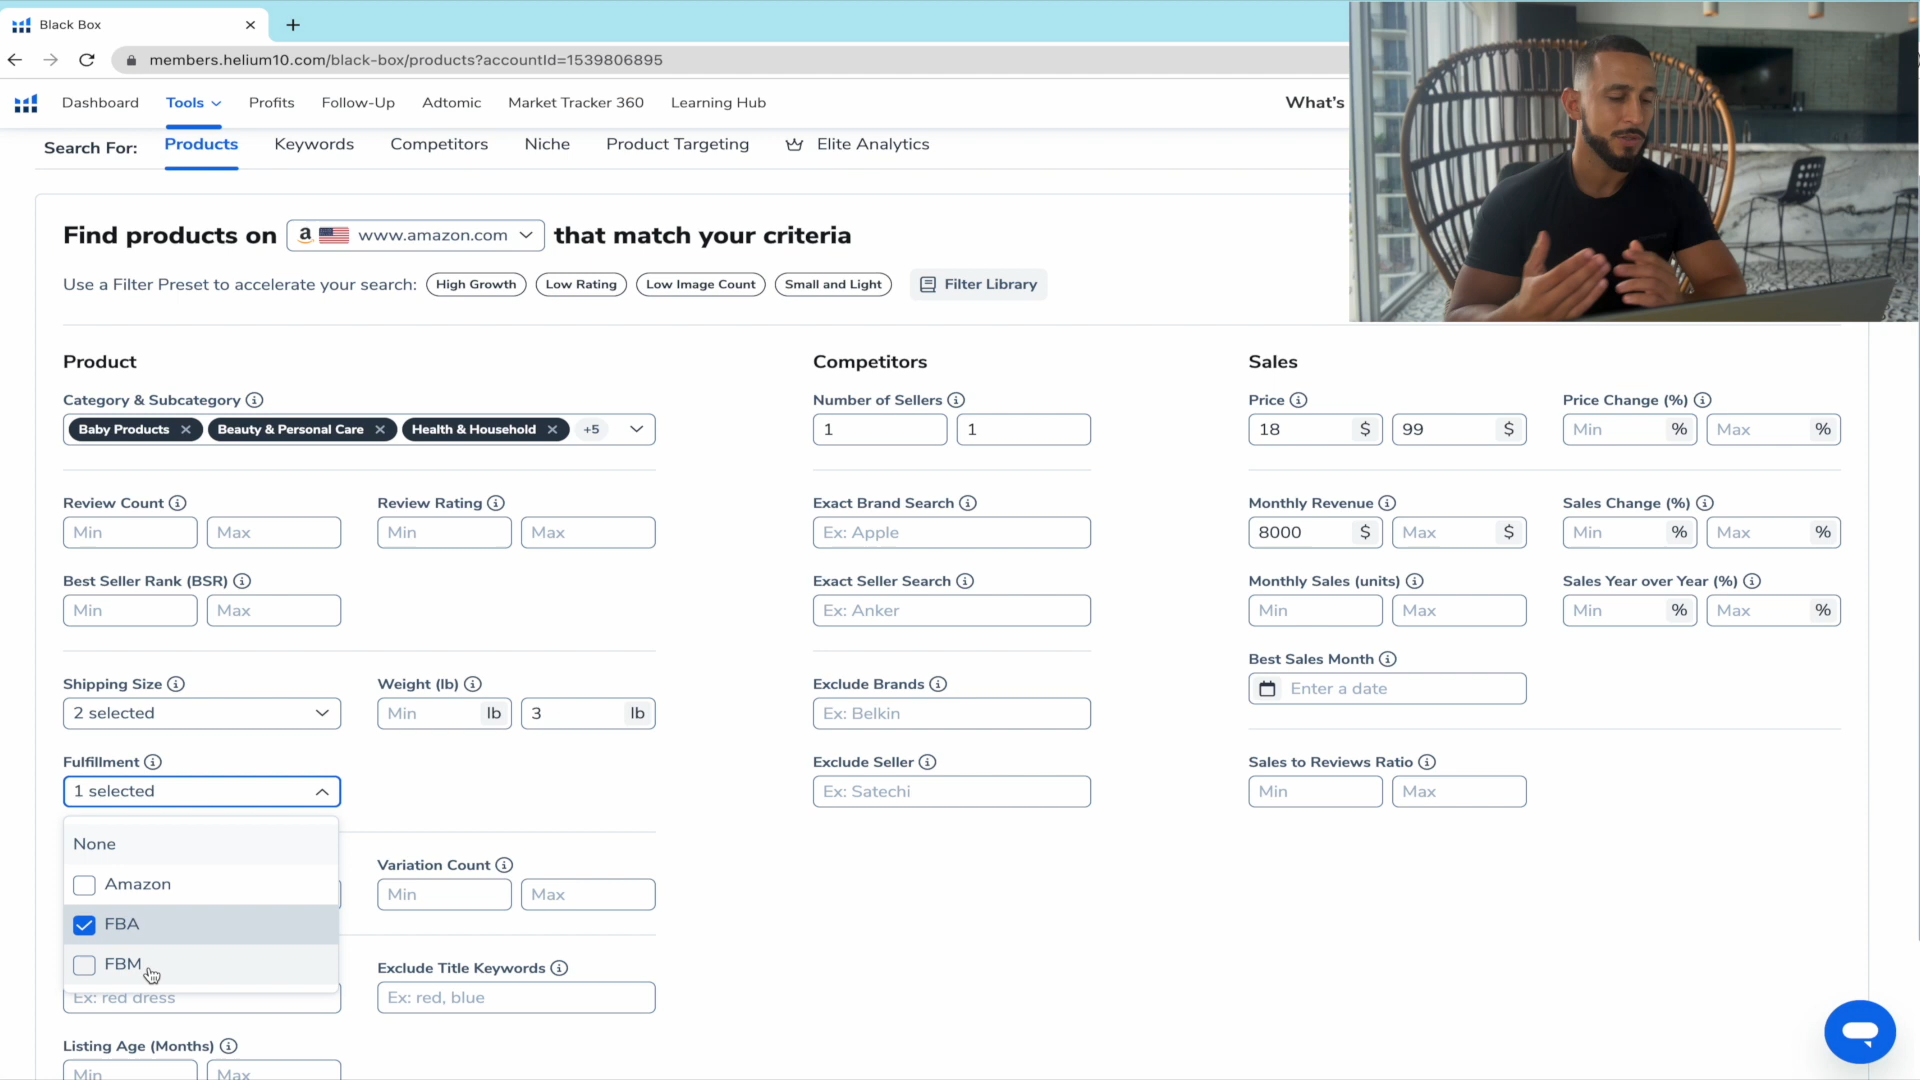 Black Box
members.helium10.com/black-box/products?accountId=1539806895
Dashboard Tools Profits Follow-Up Adtomic Market Tracker 360 Learning Hub What's
Search For: Products Keywords Competitors Niche Product Targeting Elite Analytics
Find products on a www.amazon.com that match your criteria
Use a Filter Preset to accelerate your search: High Growth Low Rating Low Image Count Small and Light Filter Library
Product Competitors Sales
Category & Subcategory Number of Sellers Price Price Change (%)
Baby Products Beauty & Personal Care Health & Household +5 1 1 18 $ 99 $ Min % Max %
Review Count Review Rating Exact Brand Search Monthly Revenue Sales Change (%)
Min Max Min Max Ex: Apple 8000 $ Max $ Min % Max %
Best Seller Rank (BSR) Exact Seller Search Monthly Sales (units) Sales Year over Year (%)
Min Max Ex: Anker Min Max Min % Max %
Best Sales Month
Enter a date
Shipping Size Weight (lb) Exclude Brands
2 selected Min lb 3 lb Ex: Belkin
Fulfillment Exclude Seller Sales to Reviews Ratio
1 selected Ex: Satechi Min Max
None
Variation Count
Amazon
Min Max
FBA
FBM Exclude Title Keywords
Ex: red dress Ex: red, blue
Listing Age (Months)
Min Max